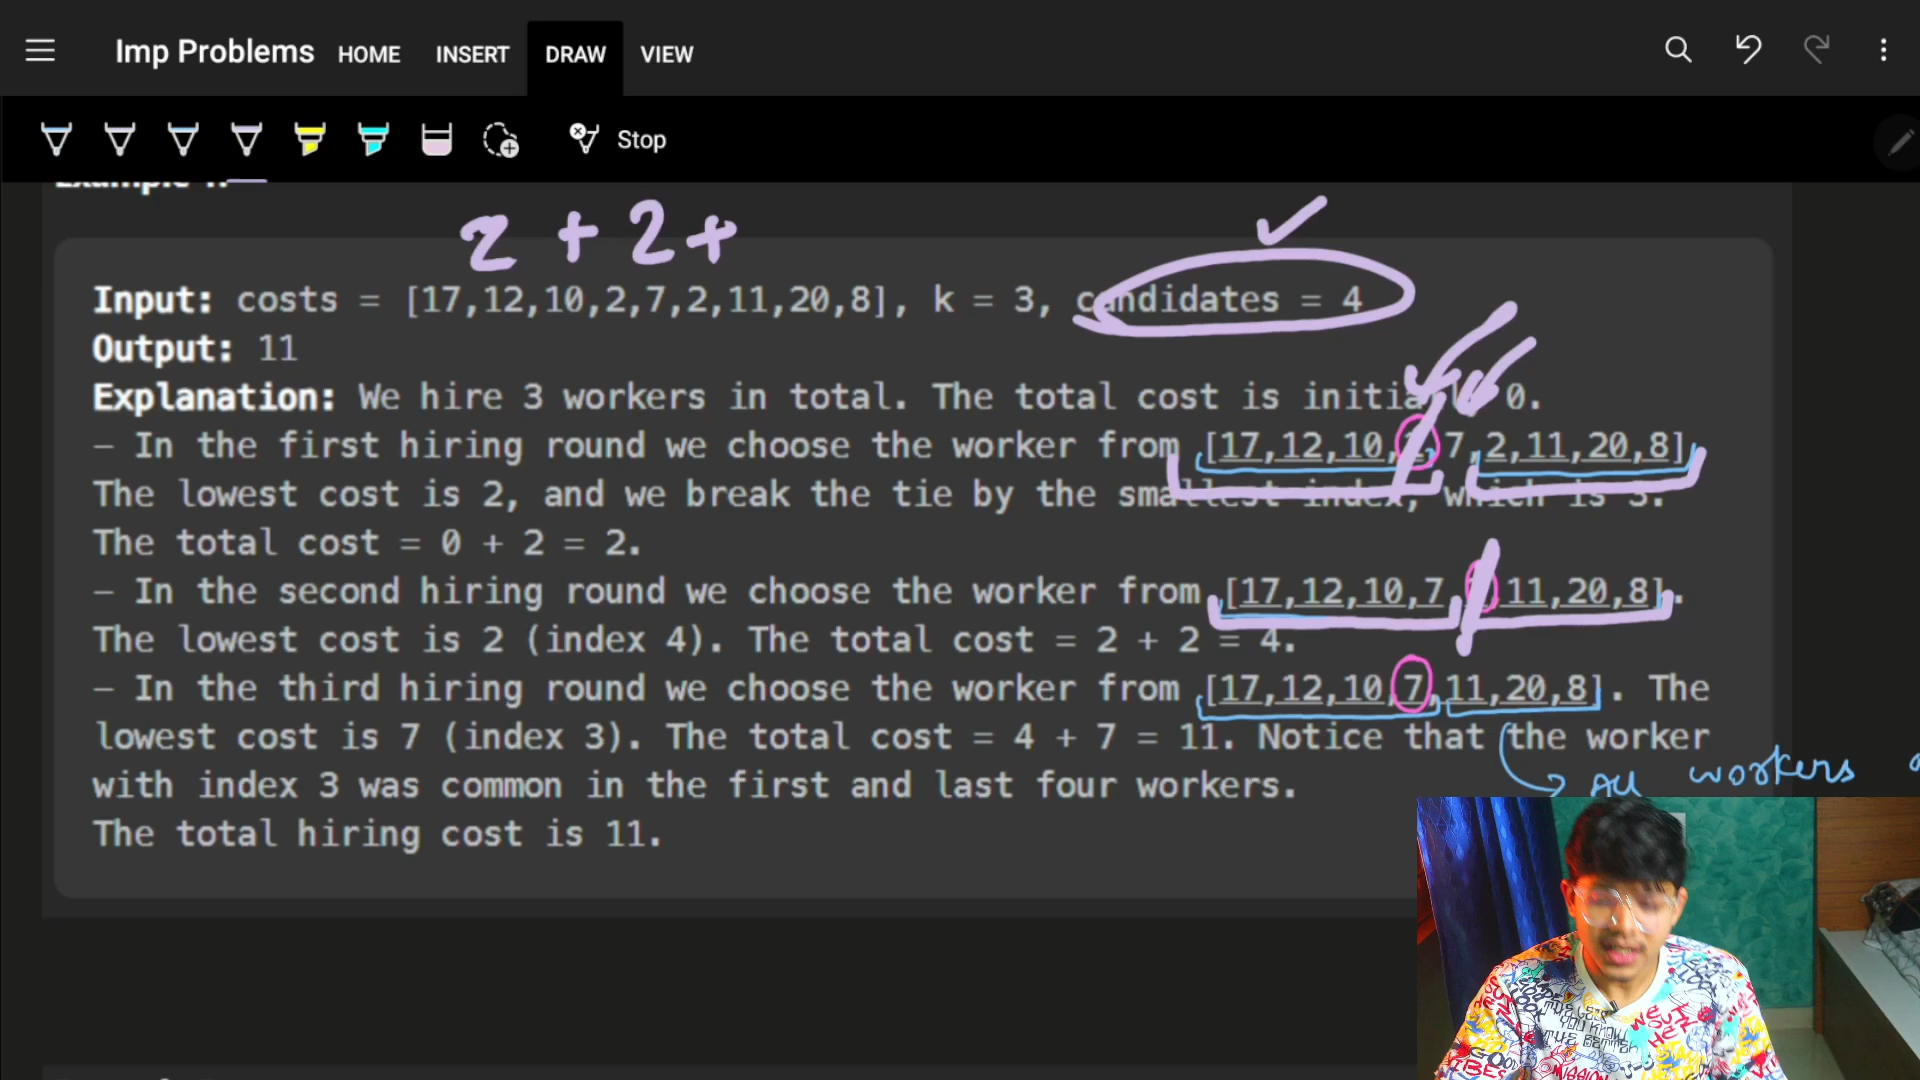 Imp Problems HOME INSERT DRAW VIEW
Stop
2 + 2 +
Input: costs = [17,12,10,2,7,2,11,20,8], k = 3, candidates = 4
Output: 11
Explanation: We hire 3 workers in total. The total cost is 0.
- In the first hiring round we choose the worker from [17,12,10, 7,2,11,20,8].
The lowest cost is 2, and we break the tie by the smallest index, which is 3.
The total cost = 0 + 2 = 2.
- In the second hiring round we choose the worker from [17,12,10,7, 11,20,8].
The lowest cost is 2 (index 4). The total cost = 2 + 2 = 4.
- In the third hiring round we choose the worker from [17,12,10,7,11,20,8]. The
lowest cost is 7 (index 3). The total cost = 4 + 7 = 11. Notice that the worker
All workers
with index 3 was common in the first and last four workers.
The total hiring cost is 11.
GOOD
VIBES
MISSION